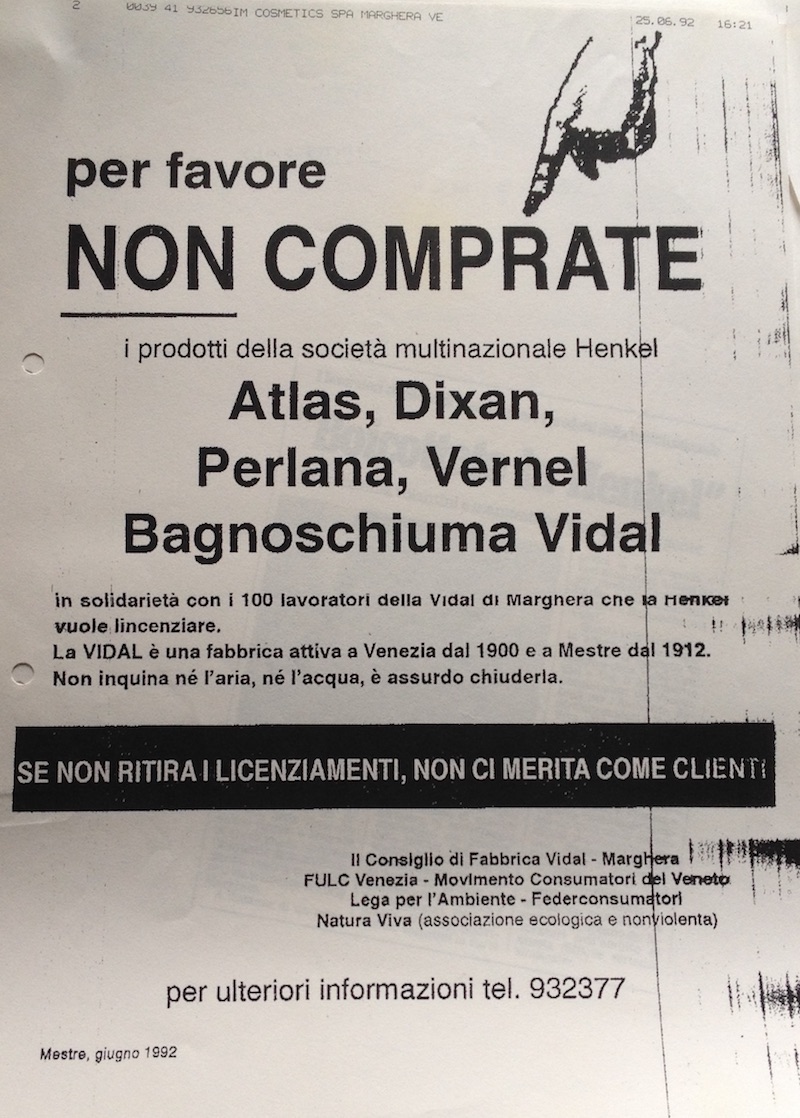 2 0039 41 932656 IM COSMETICS SPA MARGHERA VE 25.06.92 16:21
per favore
NON COMPRATE
i prodotti della società multinazionale Henkel
Atlas, Dixan,
Perlana, Vernel
Bagnoschiuma Vidal
in solidarietà con i 100 lavoratori della Vidal di Marghera che la Henkel
vuole lincenziare.
La VIDAL è una fabbrica attiva a Venezia dal 1900 e a Mestre dal 1912.
Non inquina né l'aria, né l'acqua, è assurdo chiuderla.
SE NON RITIRA I LICENZIAMENTI, NON CI MERITA COME CLIENTI
Il Consiglio di Fabbrica Vidal - Marghera
FULC Venezia - Movimento Consumatori del Veneto
Lega per l'Ambiente - Federconsumatori
Natura Viva (associazione ecologica e nonviolenta)
per ulteriori informazioni tel. 932377
Mestre, giugno 1992